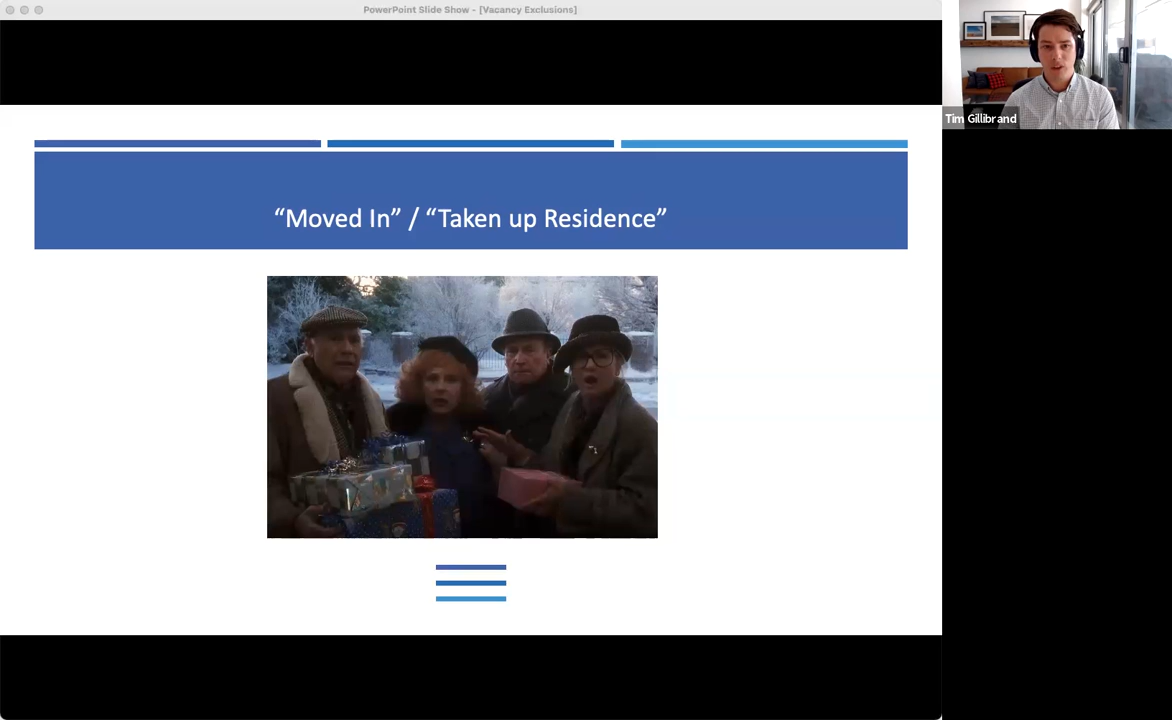 PowerPoint Slide Show - [Vacancy Exclusions]
Tim Gillibrand
“Moved In” / “Taken up Residence”